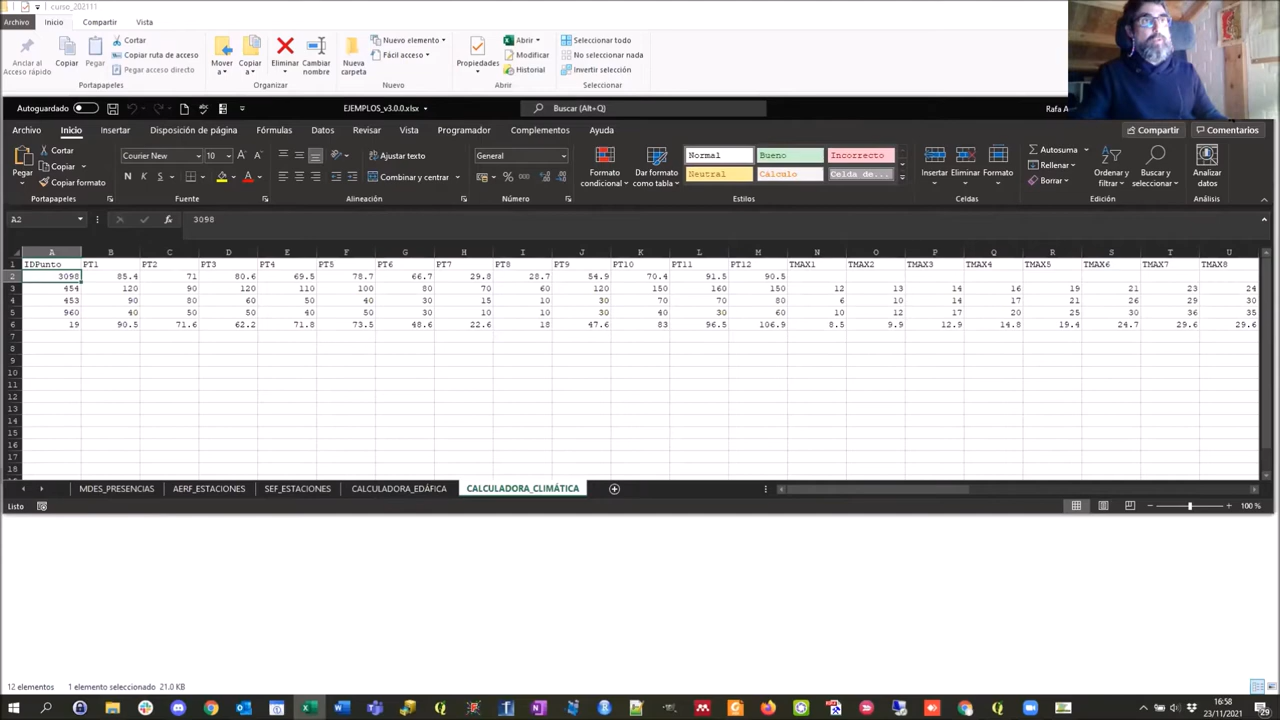 curso_202111
Archivo Inicio Compartir Vista
Anclar al Acceso rápido
Copiar
Pegar
Cortar
Copiar ruta de acceso
Pegar acceso directo
Mover a
Copiar a
Eliminar
Cambiar nombre
Nueva carpeta
Nuevo elemento
Fácil acceso
Propiedades
Abrir
Modificar
Historial
Seleccionar todo
No seleccionar nada
Invertir selección
Portapapeles Organizar Nuevo Abrir Seleccionar
Autoguardado EJEMPLOS_v3.0.0.xlsx Buscar (Alt+Q) Rafa A
Archivo Inicio Insertar Disposición de página Fórmulas Datos Revisar Vista Programador Complementos Ayuda Compartir Comentarios
Pegar
Cortar
Copiar
Copiar formato
Courier New 10
N K S
Ajustar texto
Combinar y centrar
General
% 000
Formato condicional
Dar formato como tabla
Normal Bueno Incorrecto
Neutral Cálculo Celda de...
Insertar Eliminar Formato
Autosuma
Rellenar
Borrar
Ordenar y filtrar
Buscar y seleccionar
Analizar datos
Portapapeles Fuente Alineación Número Estilos Celdas Edición Análisis
A2 fx 3098
A B C D E F G H I J K L M N O P Q R S T U
1 IDPunto PT1 PT2 PT3 PT4 PT5 PT6 PT7 PT8 PT9 PT10 PT11 PT12 TMAX1 TMAX2 TMAX3 TMAX4 TMAX5 TMAX6 TMAX7 TMAX8
2 3098 85.4 71 80.6 69.5 78.7 66.7 29.8 28.7 54.9 70.4 91.5 90.5
3 454 120 90 120 110 100 80 70 60 120 150 160 150 12 13 14 16 19 21 23 24
4 453 90 80 60 50 40 30 15 10 30 70 70 80 6 10 14 17 21 26 29 30
5 960 40 50 50 40 50 30 10 10 30 40 30 60 10 12 17 20 25 30 36 35
6 19 90.5 71.6 62.2 71.8 73.5 48.6 22.6 18 47.6 83 96.5 106.9 8.5 9.9 12.9 14.8 19.4 24.7 29.6 29.6
7
8
9
10
11
12
13
14
15
16
17
18
MDES_PRESENCIAS AERF_ESTACIONES SEF_ESTACIONES CALCULADORA_EDÁFICA CALCULADORA_CLIMÁTICA
Listo 100 %
12 elementos 1 elemento seleccionado 21.0 KB
16:58
23/11/2021
29